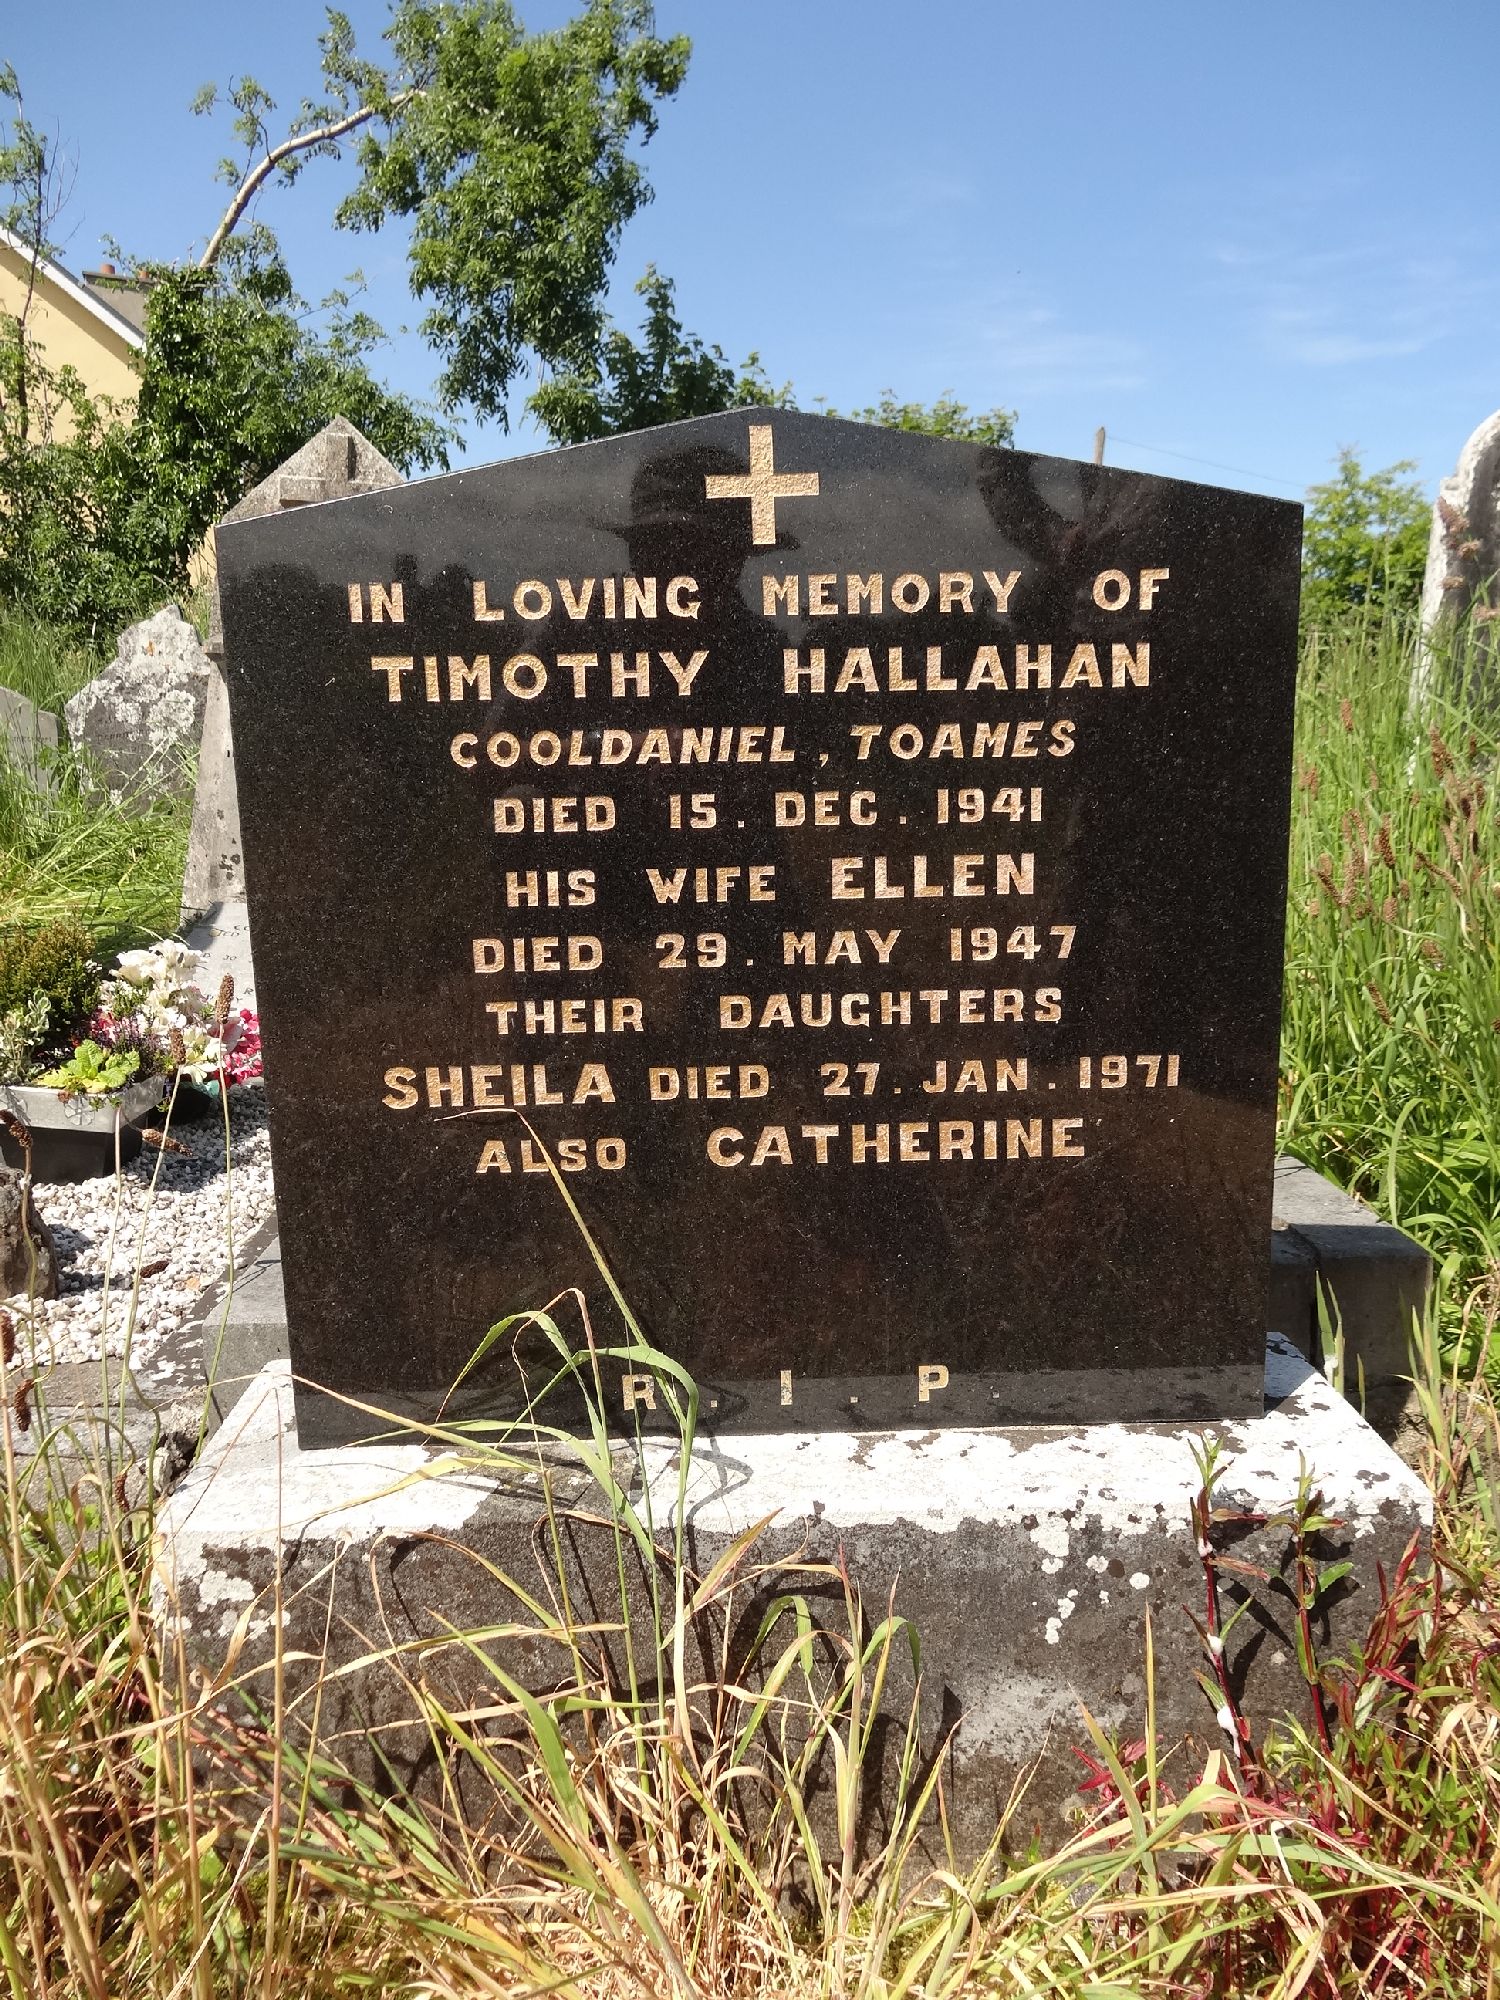 IN LOVING MEMORY OF
TIMOTHY HALLAHAN
COOLDANIEL, TOAMES
DIED 15. DEC. 1941
HIS WIFE ELLEN
DIED 29. MAY 1947
THEIR DAUGHTERS
SHEILA DIED 27. JAN. 1971
ALSO CATHERINE
R.I.P